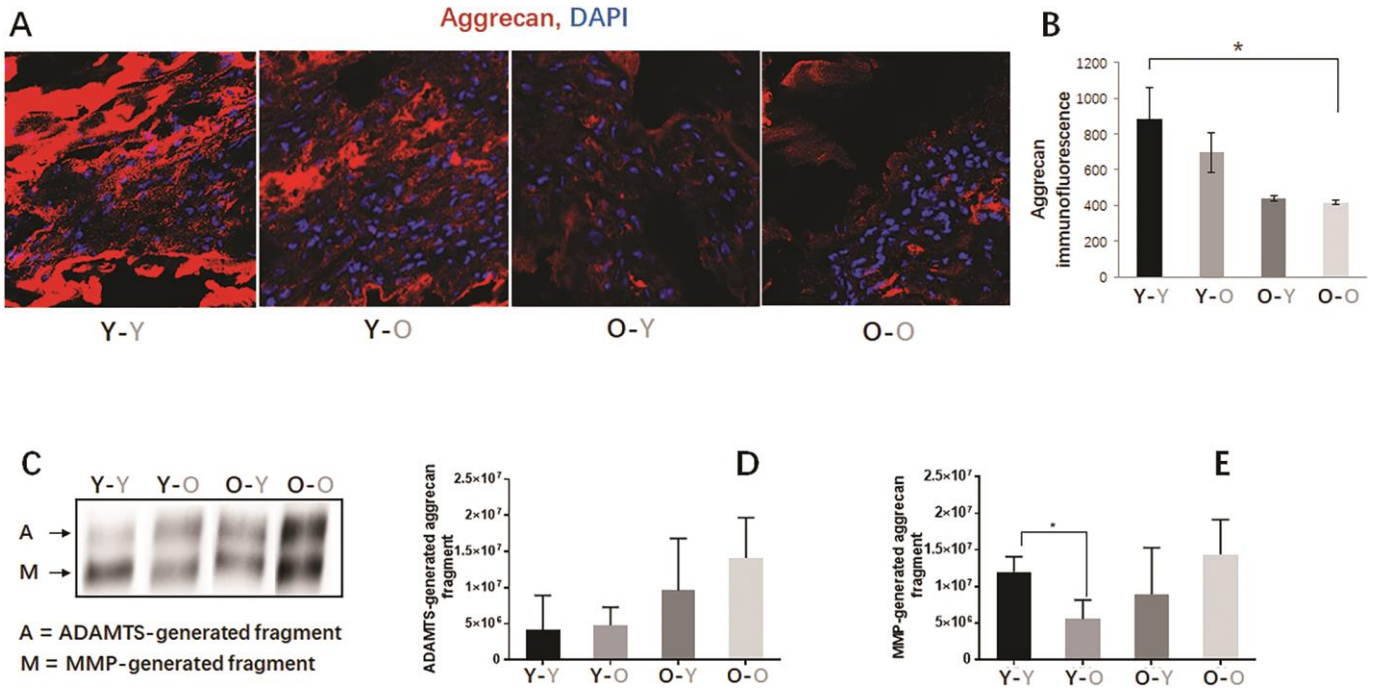 A
Aggrecan, DAPI
Y-Y
Y-O
O-Y
O-O
B
*
1200
1000
800
600
400
200
0
Aggrecan
immunofluorescence
Y-Y Y-O O-Y O-O
C
Y-Y Y-O O-Y O-O
A
M
A = ADAMTS-generated fragment
M = MMP-generated fragment
D
2.5×10⁷
2×10⁷
1.5×10⁷
1×10⁷
5×10⁶
0
ADAMTS-generated aggrecan
fragment
Y-Y Y-O O-Y O-O
E
*
2.5×10⁷
2×10⁷
1.5×10⁷
1×10⁷
5×10⁶
0
MMP-generated aggrecan
fragment
Y-Y Y-O O-Y O-O